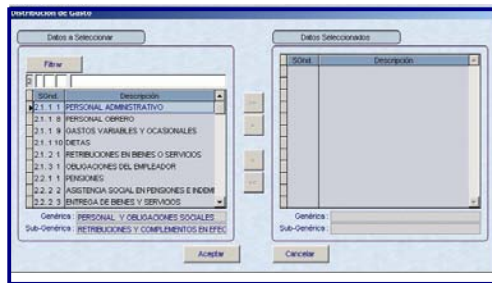 Distribución de Gasto
Datos a Seleccionar
Datos Seleccionados
Filtrar
2
SGnd. Descripción
2.1. 1 1 PERSONAL ADMINISTRATIVO
2.1. 1 8 PERSONAL OBRERO
2.1. 1 9 GASTOS VARIABLES Y OCASIONALES
2.1. 1 10 DIETAS
2.1. 2 1 RETRIBUCIONES EN BIENES O SERVICIOS
2.1. 3 1 OBLIGACIONES DEL EMPLEADOR
2.2. 1 1 PENSIONES
2.2. 2 2 ASISTENCIA SOCIAL EN PENSIONES E INDEM
2.2. 2 3 ENTREGA DE BIENES Y SERVICIOS
Genérica : PERSONAL Y OBLIGACIONES SOCIALES
Sub-Genérica : RETRIBUCIONES Y COMPLEMENTOS EN EFEC
SGnd. Descripción
Genérica :
Sub-Genérica :
Aceptar
Cancelar